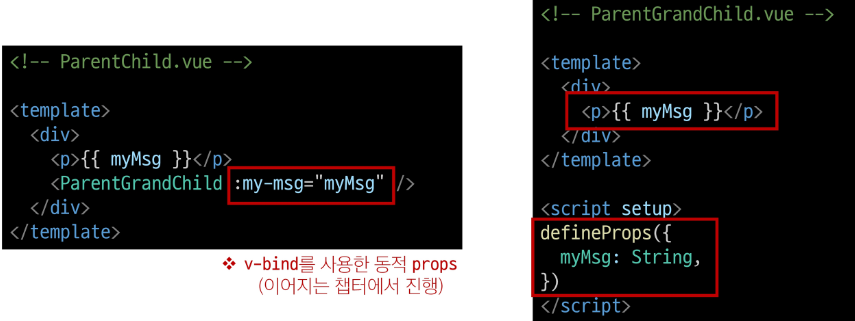 <!-- ParentChild.vue -->
<template>
  <div>
    <p>{{ myMsg }}</p>
    <ParentGrandChild :my-msg="myMsg" />
  </div>
</template>
❖ v-bind를 사용한 동적 props
(이어지는 챕터에서 진행)
<!-- ParentGrandChild.vue -->
<template>
  <div>
    <p>{{ myMsg }}</p>
  </div>
</template>
<script setup>
defineProps({
  myMsg: String,
})
</script>